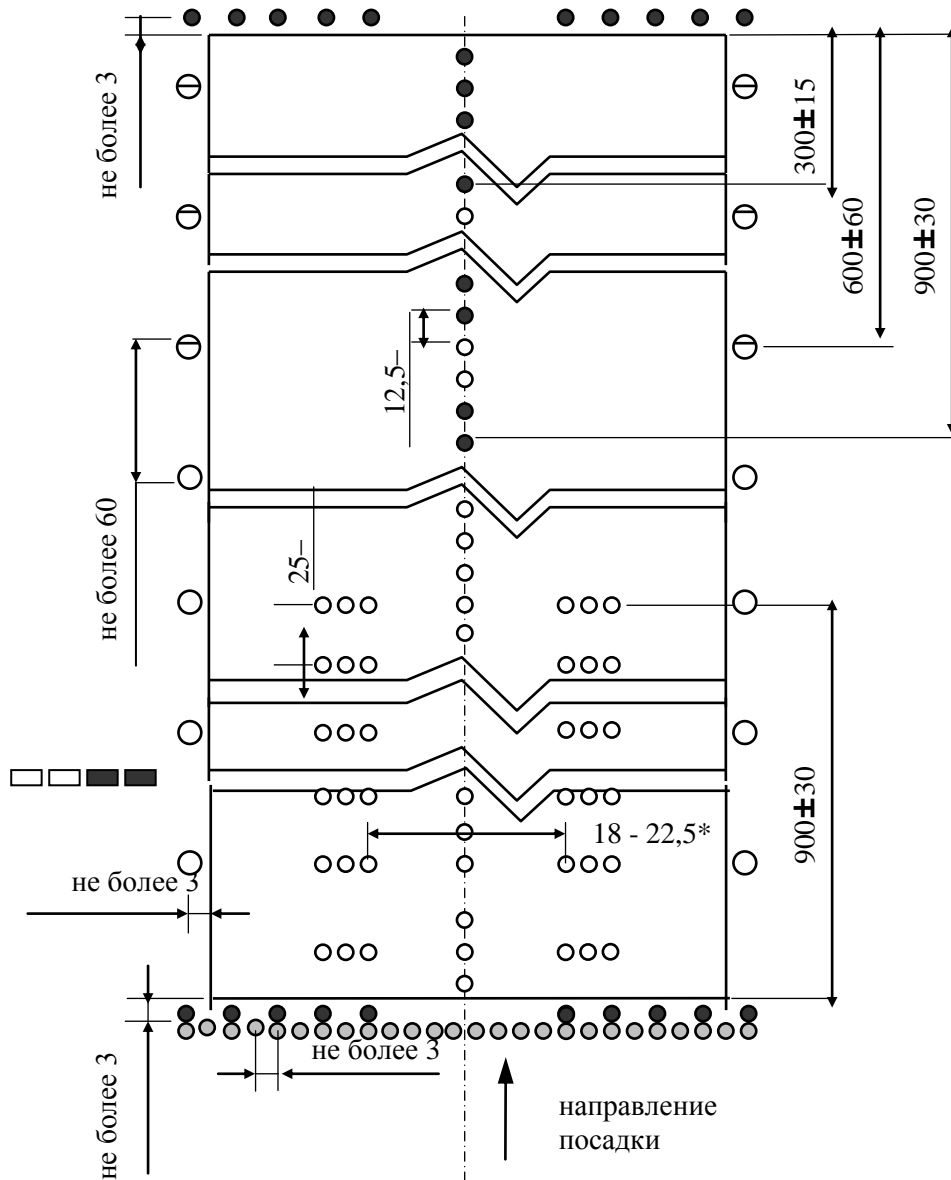 не более 3
300±15
600±60
900±30
12,5–
не более 60
25–
900±30
18 - 22,5*
не более 3
не более 3
не более 3
направление
посадки